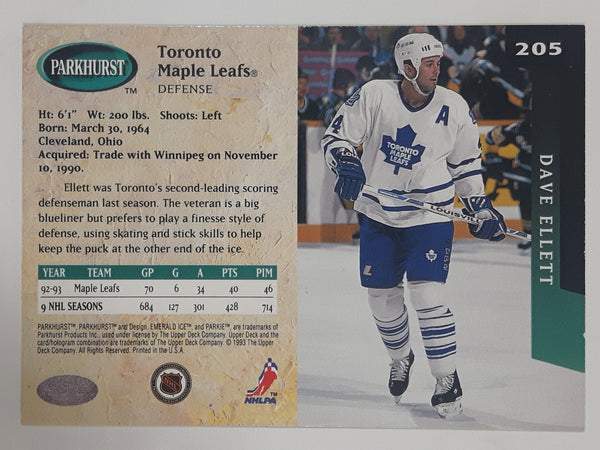 PARKHURST
TM
Toronto
Maple Leafs®
DEFENSE
Ht: 6'1" Wt: 200 lbs. Shoots: Left
Born: March 30, 1964
Cleveland, Ohio
Acquired: Trade with Winnipeg on November
10, 1990.
Ellett was Toronto's second-leading scoring
defenseman last season. The veteran is a big
blueliner but prefers to play a finesse style of
defense, using skating and stick skills to help
keep the puck at the other end of the ice.
YEAR TEAM GP G A PTS PIM
92-93 Maple Leafs 70 6 34 40 46
9 NHL SEASONS 684 127 301 428 714
PARKHURST™, PARKHURST™ and Design, EMERALD ICE™, and PARKIE™, are trademarks of
Parkhurst Products Inc., used under license by The Upper Deck Company. Upper Deck and the
card/hologram combination are trademarks of The Upper Deck Company. © 1993 The Upper
Deck Company. All Rights Reserved. Printed in the U.S.A.
NHL
NHLPA
205
DAVE ELLETT
A
4
TORONTO
MAPLE
LEAFS
LOUISVILLE